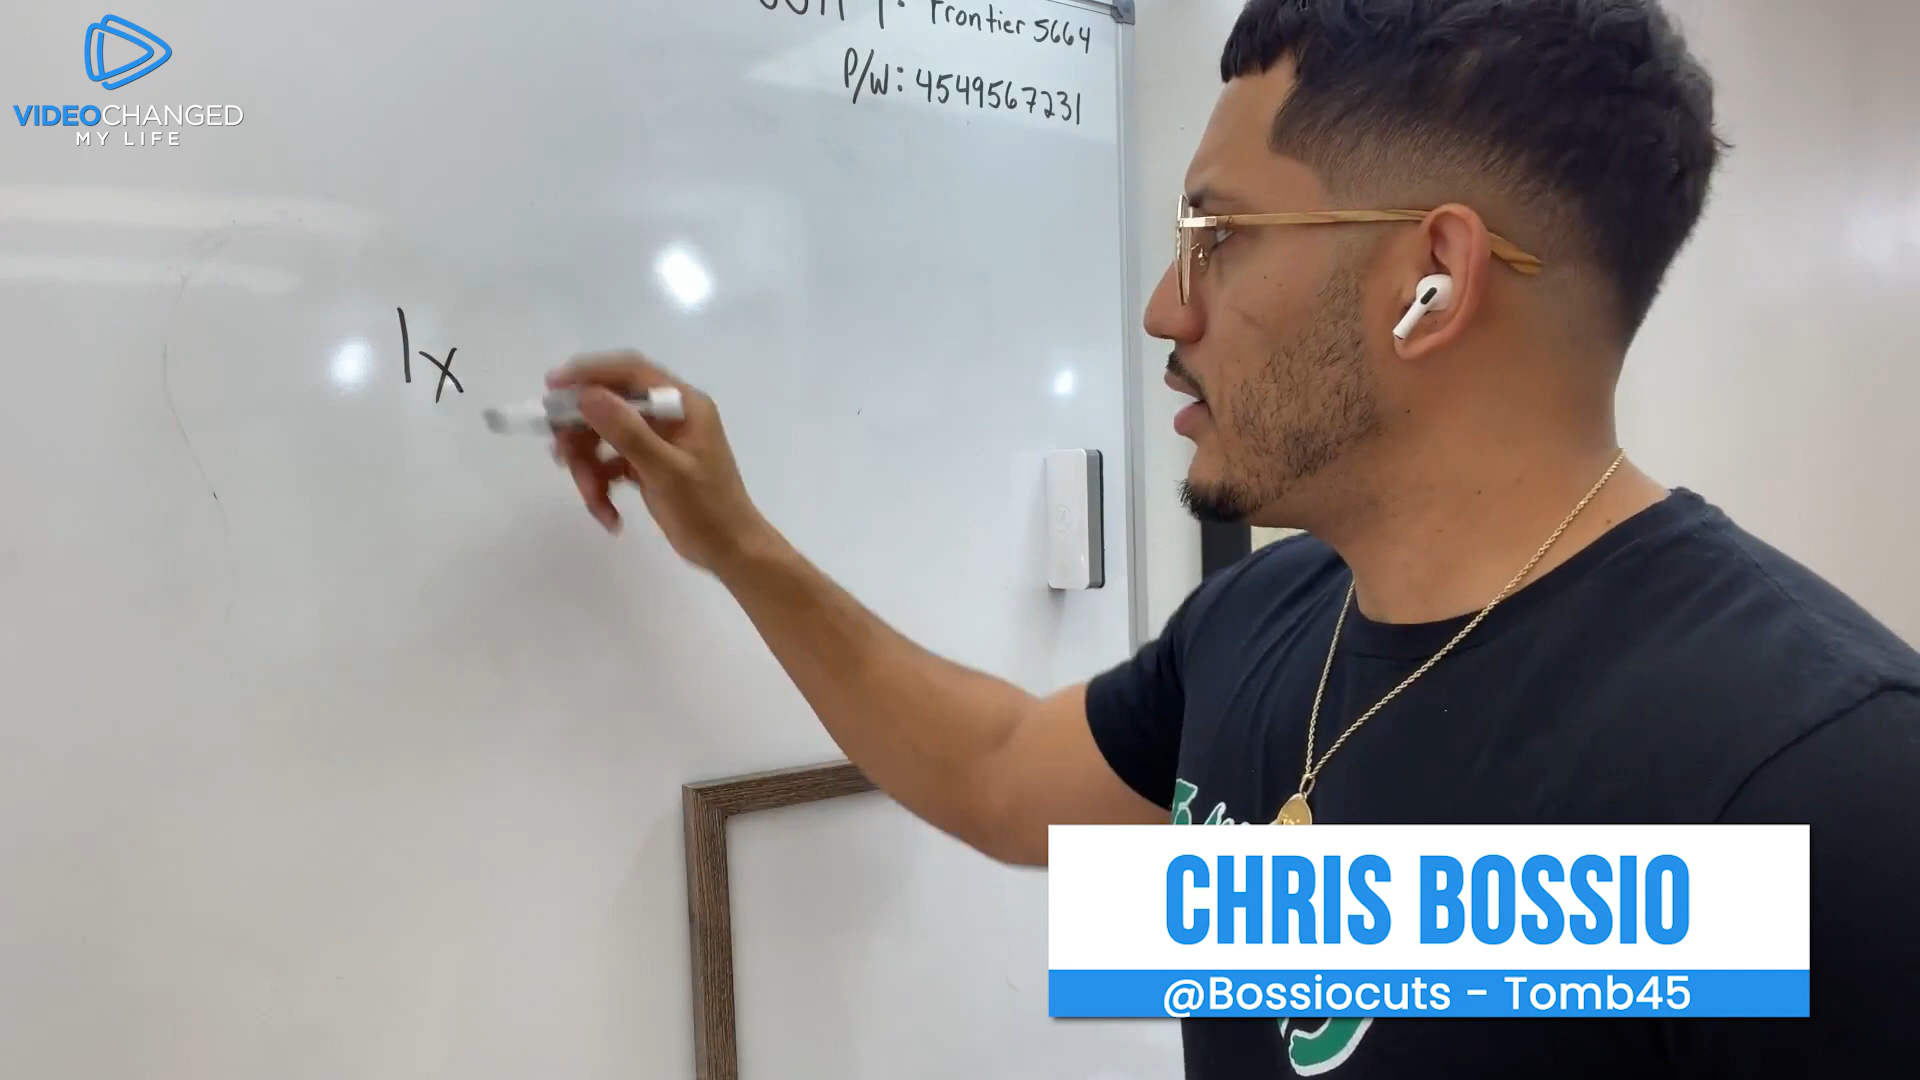 Frontier 5664
P/W: 4549567231
VIDEOCHANGED
MY LIFE
1x
CHRIS BOSSIO
@Bossiocuts - Tomb45